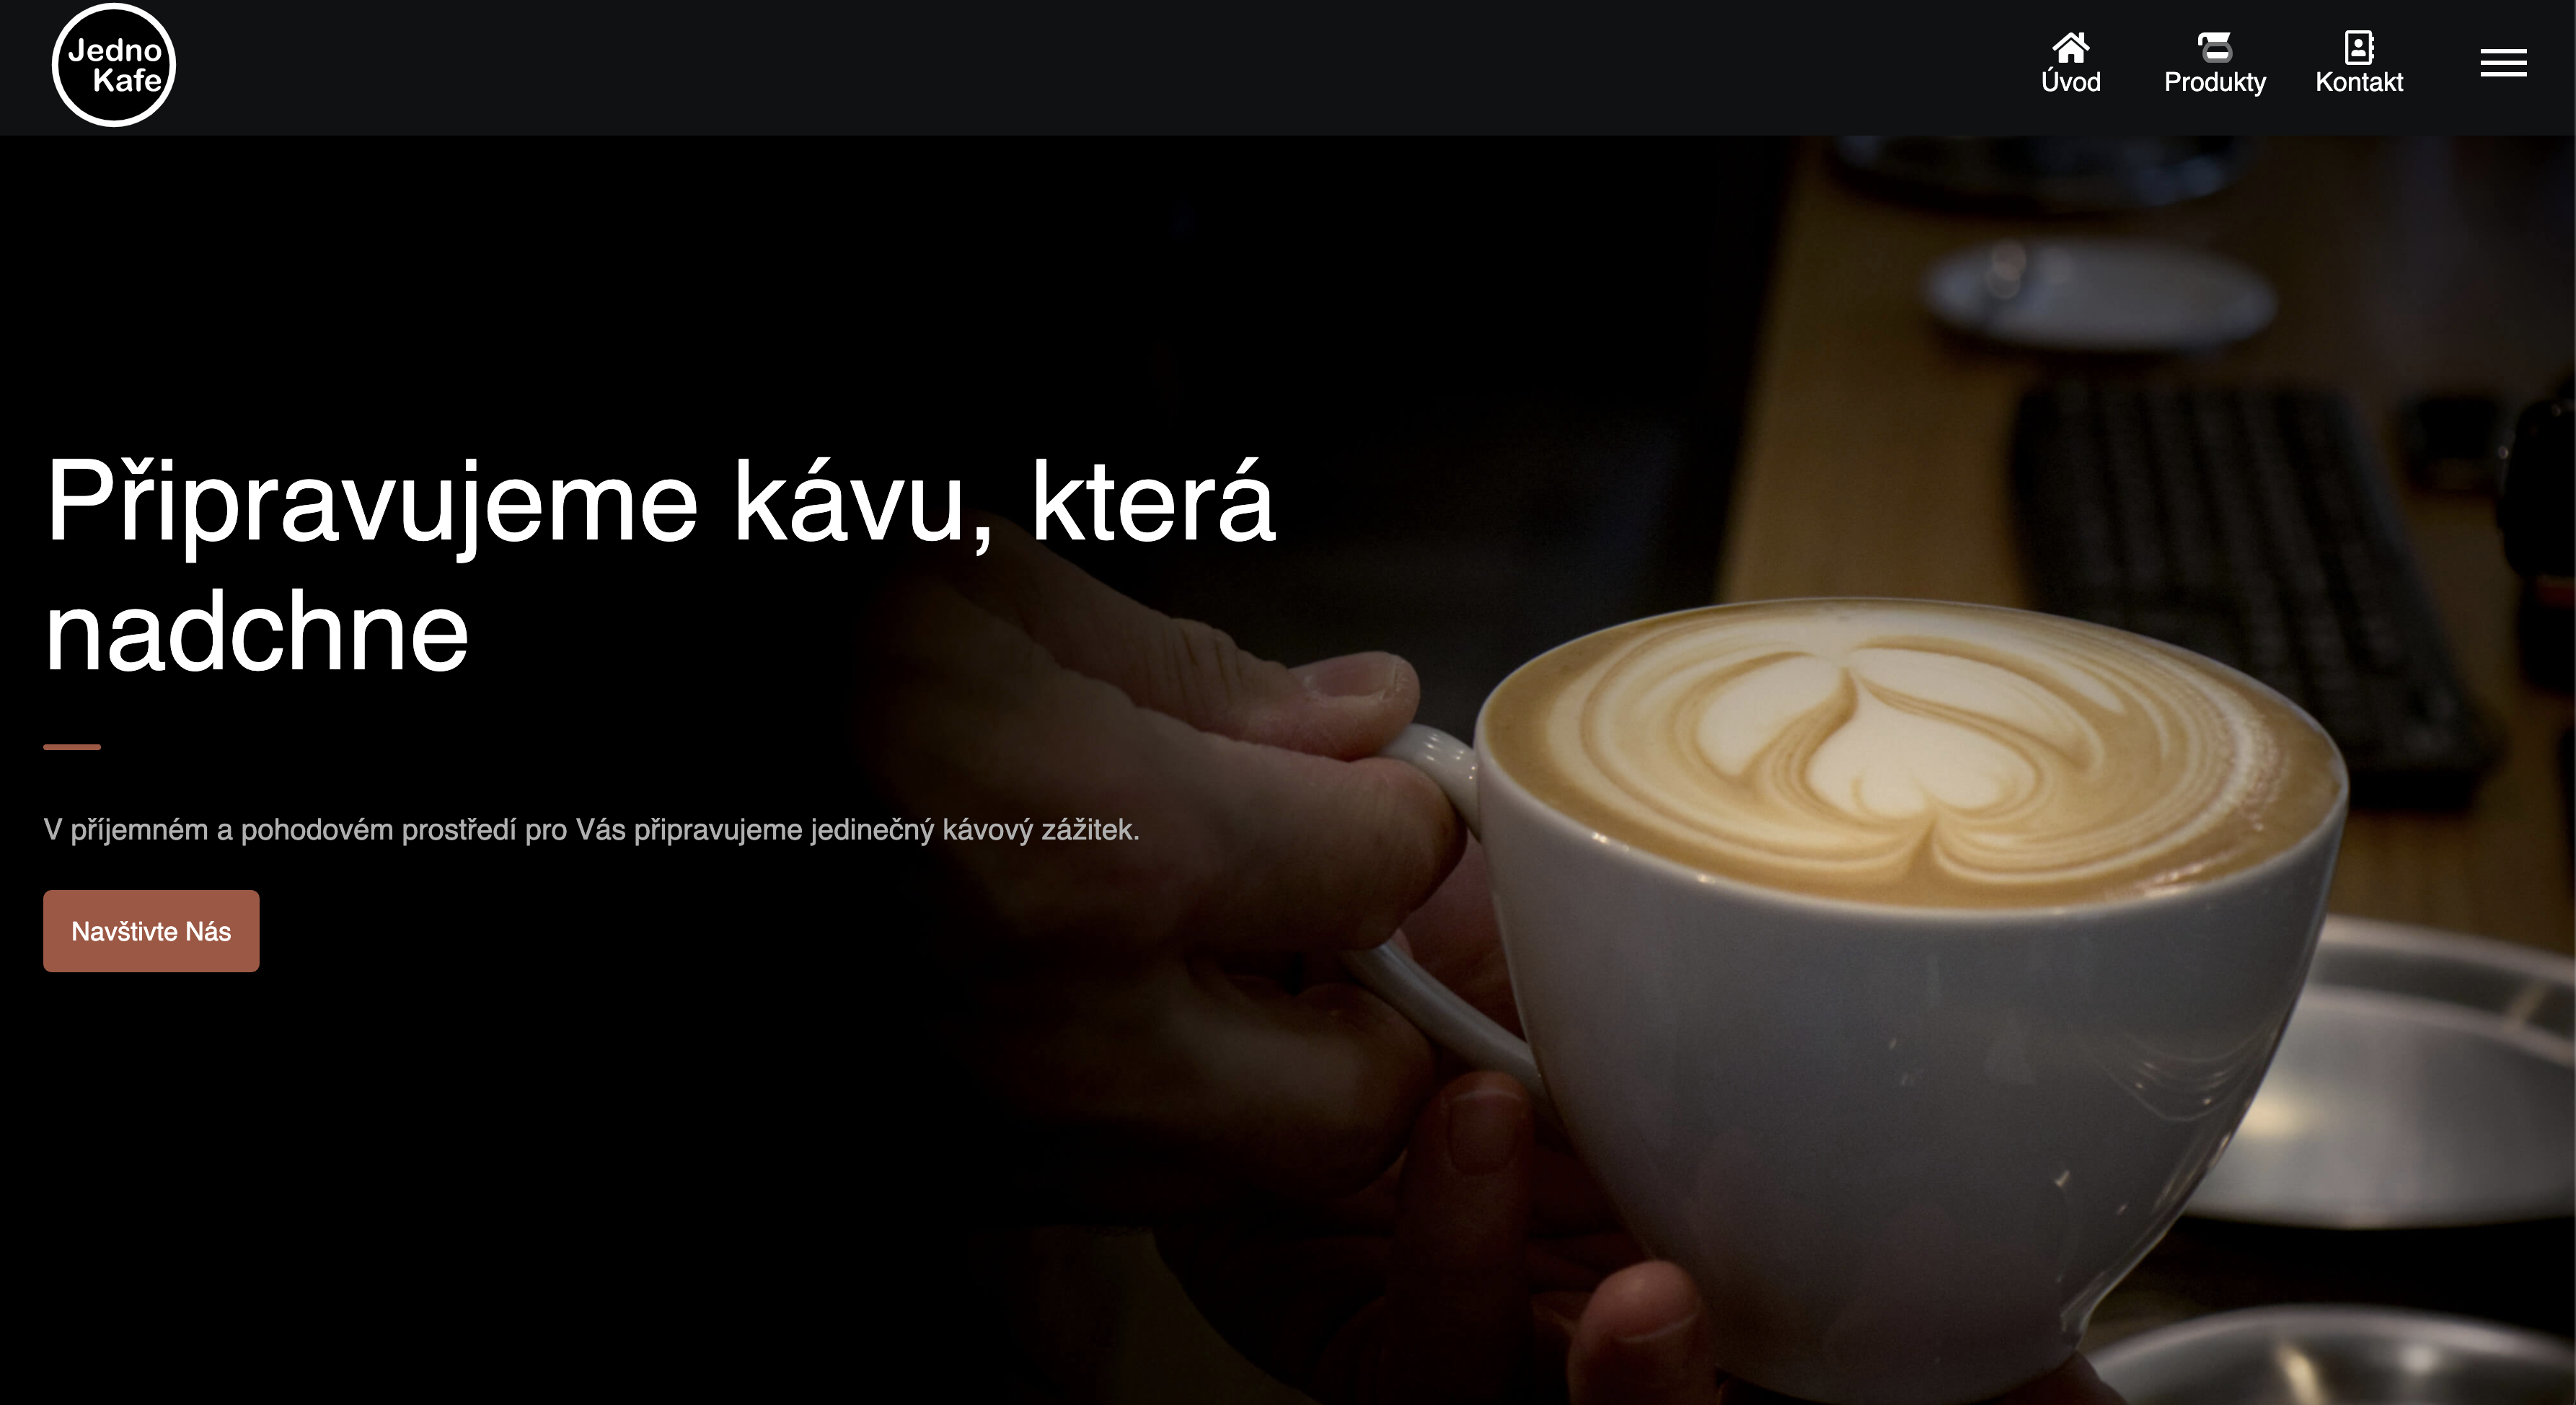 Jedno
Kafe
Úvod
Produkty
Kontakt
Připravujeme kávu, která
nadchne
V příjemném a pohodovém prostředí pro Vás připravujeme jedinečný kávový zážitek.
Navštivte Nás